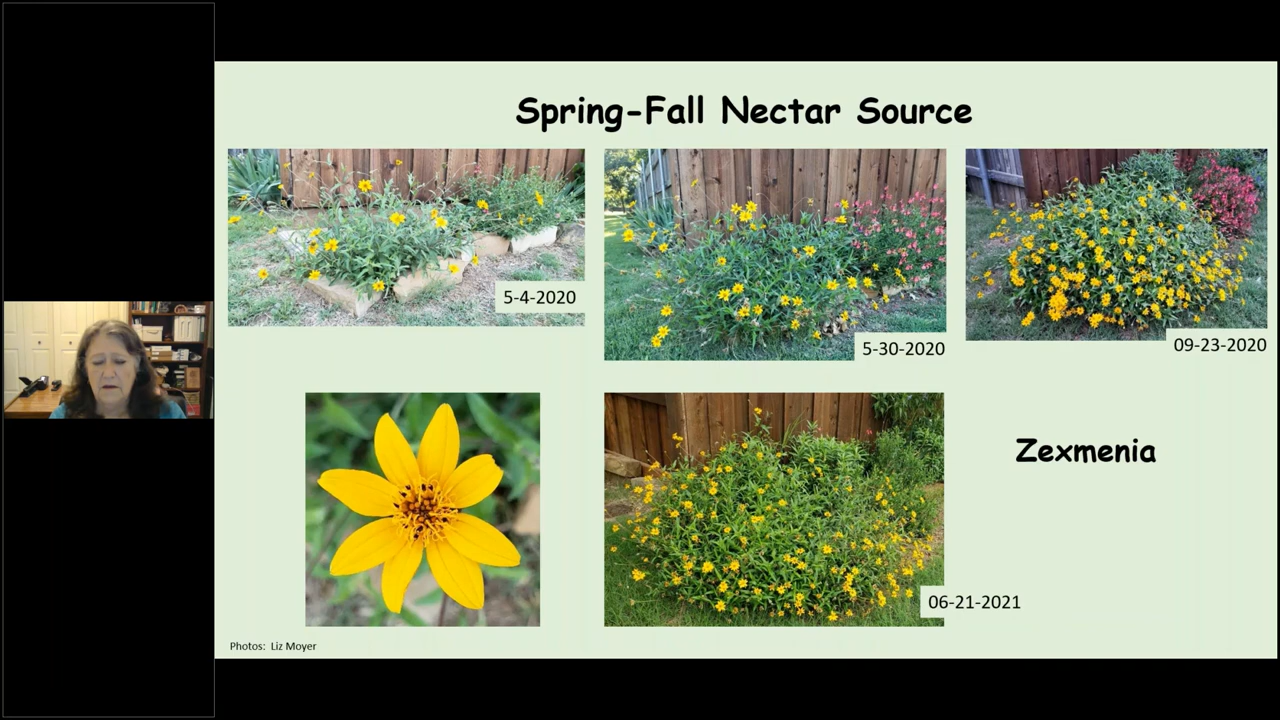 Spring-Fall Nectar Source
5-4-2020
5-30-2020
09-23-2020
Zexmenia
06-21-2021
Photos: Liz Moyer